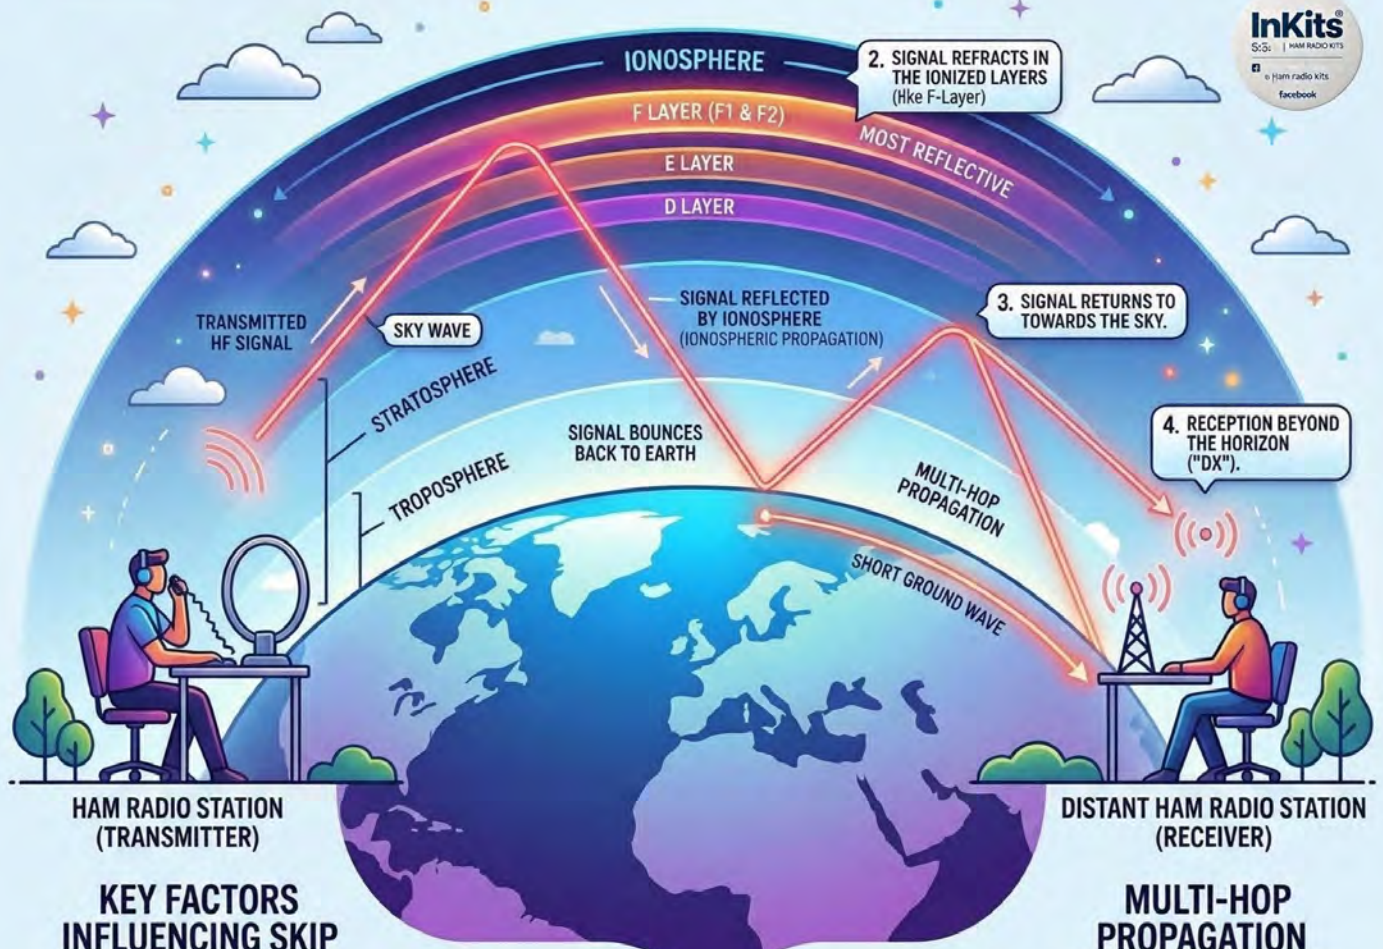 InKits®
HAM RADIO KITS
Ham radio kits
facebook
IONOSPHERE
2. SIGNAL REFRACTS IN
THE IONIZED LAYERS
(Hke F-Layer)
F LAYER (F1 & F2)
MOST REFLECTIVE
E LAYER
D LAYER
TRANSMITTED
HF SIGNAL
SKY WAVE
SIGNAL REFLECTED
BY IONOSPHERE
(IONOSPHERIC PROPAGATION)
3. SIGNAL RETURNS TO
TOWARDS THE SKY.
STRATOSPHERE
TROPOSPHERE
SIGNAL BOUNCES
BACK TO EARTH
MULTI-HOP
PROPAGATION
4. RECEPTION BEYOND
THE HORIZON
("DX").
SHORT GROUND WAVE
HAM RADIO STATION
(TRANSMITTER)
DISTANT HAM RADIO STATION
(RECEIVER)
KEY FACTORS
INFLUENCING SKIP
MULTI-HOP
PROPAGATION